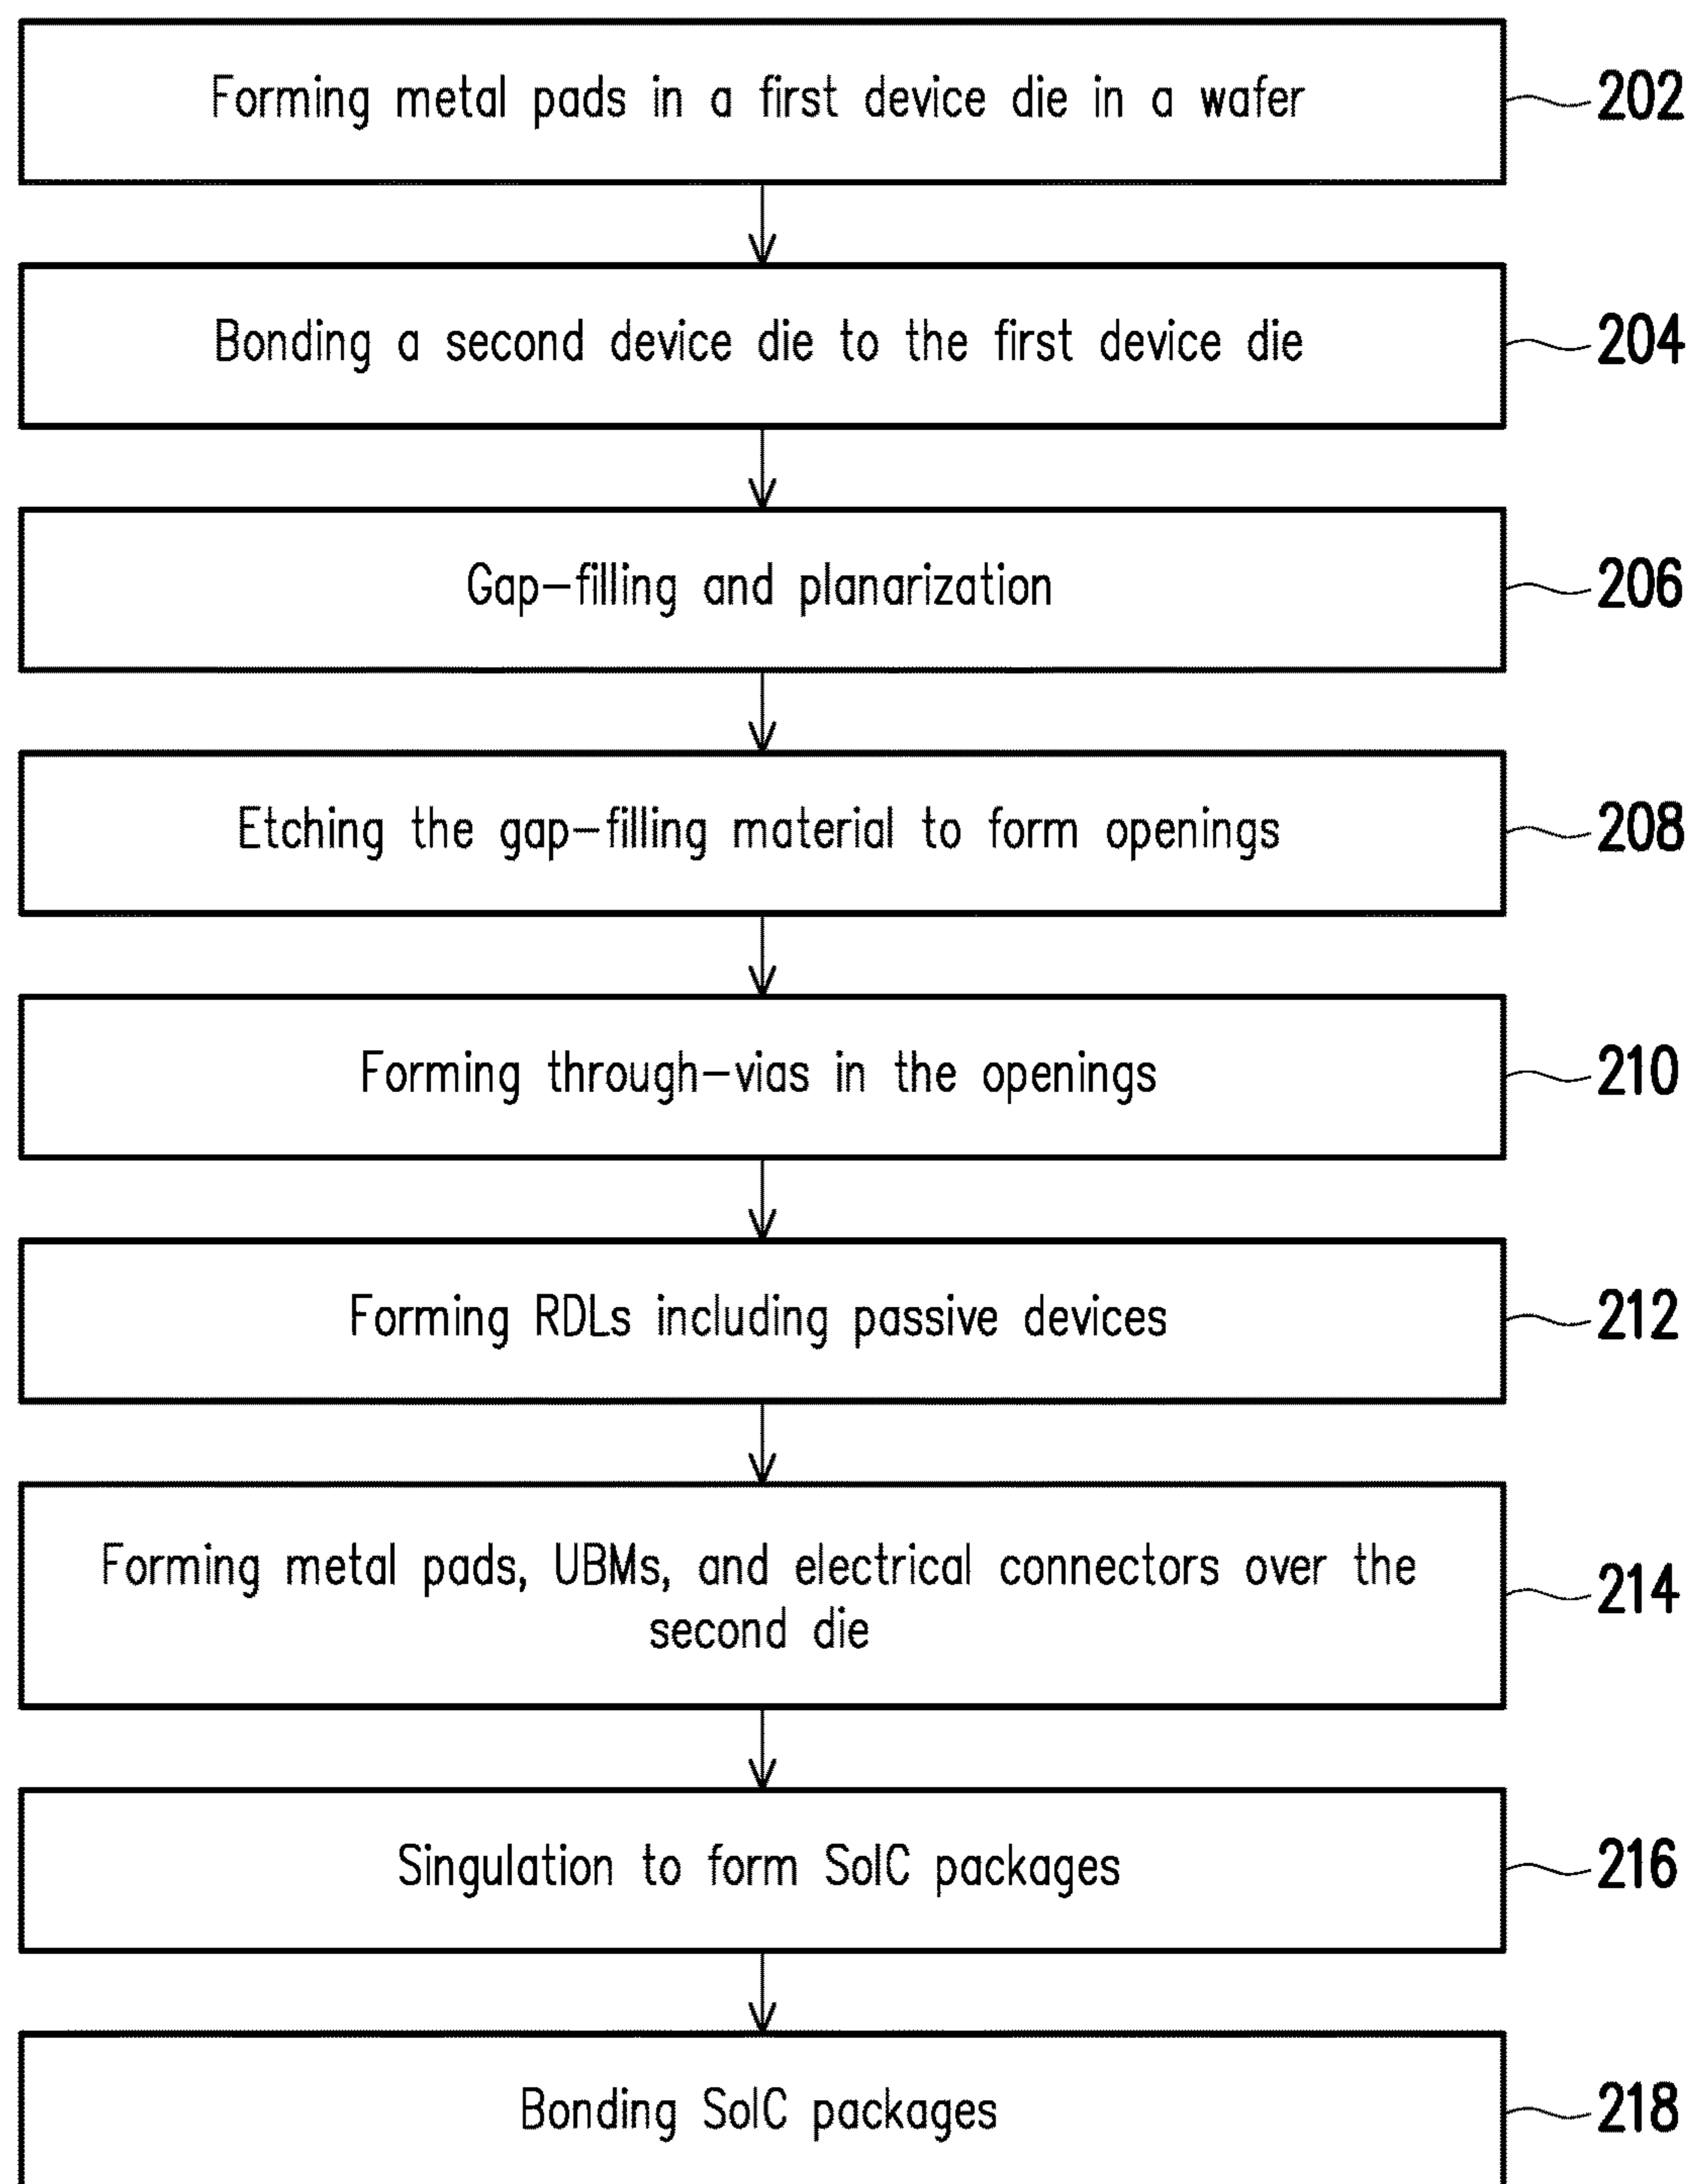 Forming metal pads in a first device die in a wafer
202
Bonding a second device die to the first device die
204
Gap-filling and planarization
206
Etching the gap-filling material to form openings
208
Forming through-vias in the openings
210
Forming RDLs including passive devices
212
Forming metal pads, UBMs, and electrical connectors over the
second die
214
Singulation to form SoIC packages
216
Bonding SoIC packages
218